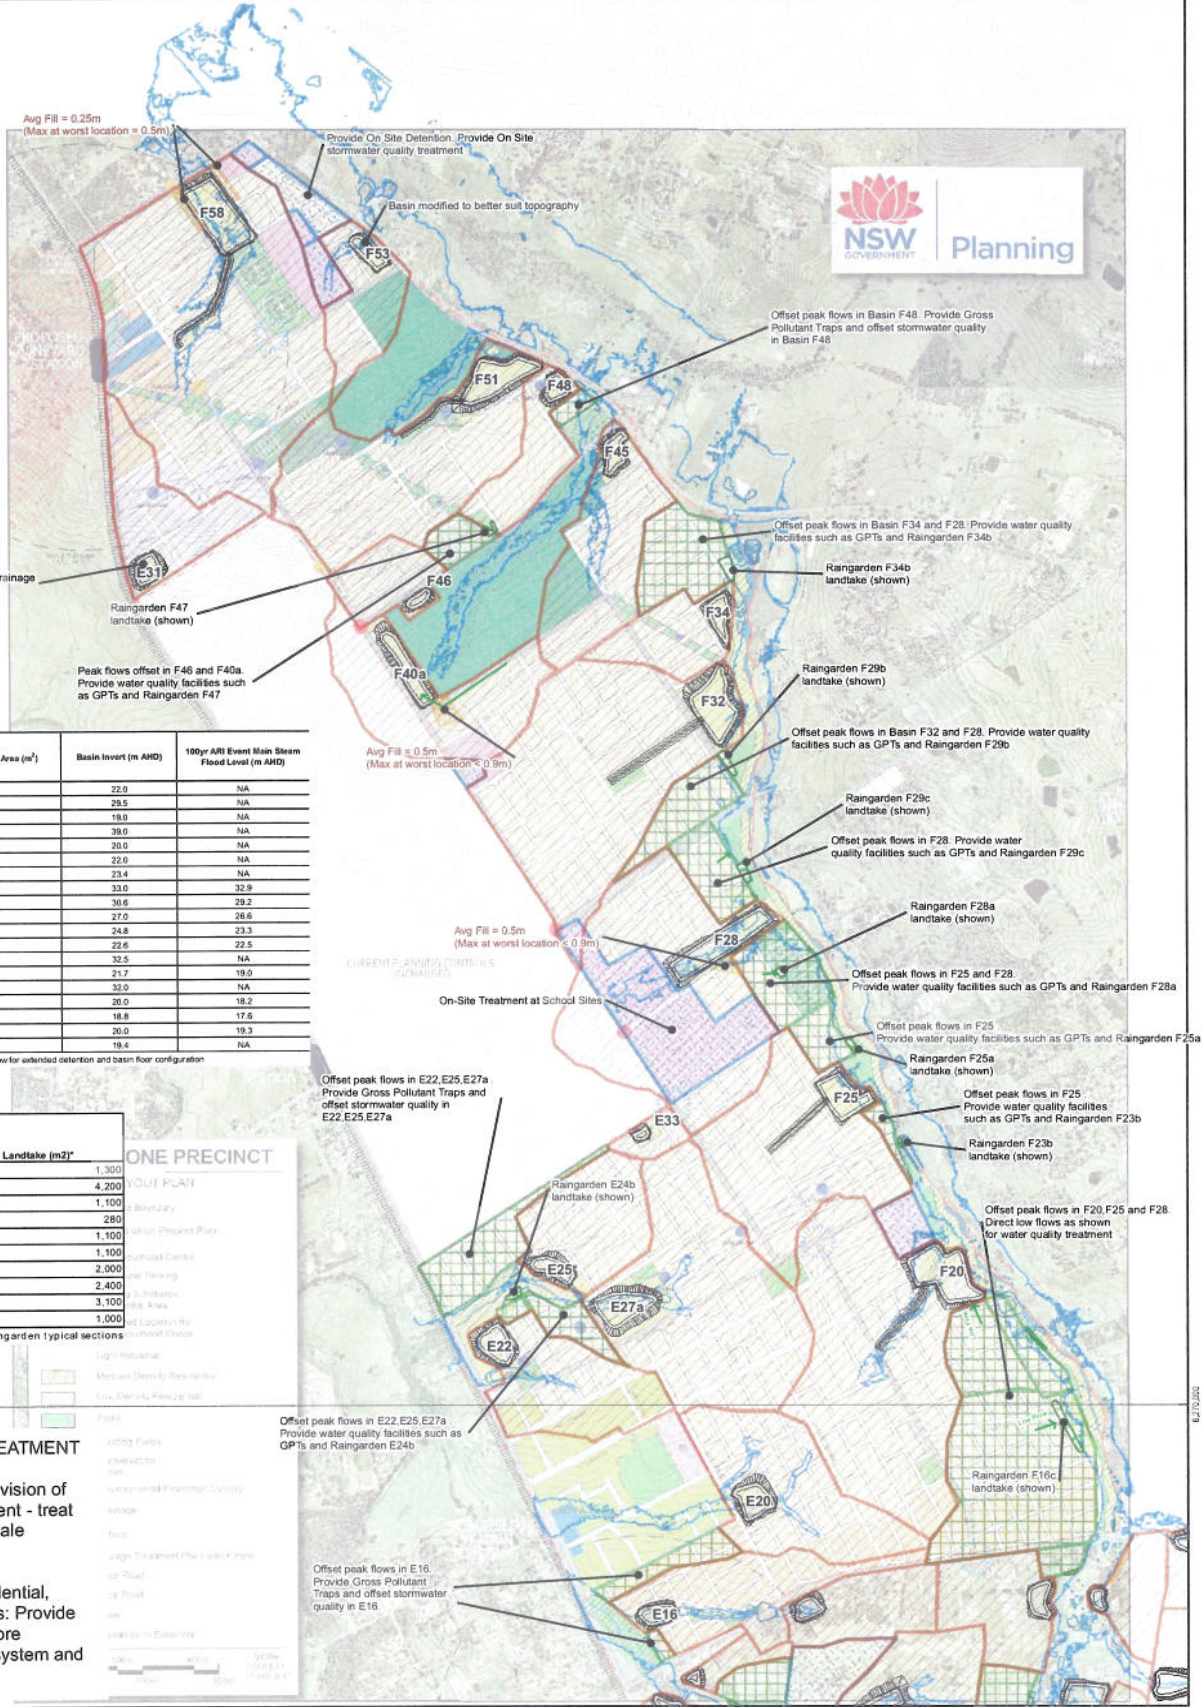 Avg Fill = 0.25m
(Max at worst location = 0.5m)
Provide On Site Detention. Provide On Site
stormwater quality treatment
F58
Basin modified to better suit topography
F53
NSW
GOVERNMENT
Planning
Offset peak flows in Basin F48. Provide Gross
Pollutant Traps and offset stormwater quality
in Basin F48
F51
F48
F45
Offset peak flows in Basin F34 and F28. Provide water quality
facilities such as GPTs and Raingarden F34b
rainage
E31
Raingarden F34b
landtake (shown)
F46
Raingarden F47
landtake (shown)
F34
Peak flows offset in F46 and F40a.
Provide water quality facilities such
as GPTs and Raingarden F47
F40a
Raingarden F29b
landtake (shown)
F32
Offset peak flows in Basin F32 and F28. Provide water quality
facilities such as GPTs and Raingarden F29b
Avg Fill = 0.5m
(Max at worst location < 0.9m)
Area (m²)
Basin Invert (m AHD)
100yr ARI Event Main Steam
Flood Level (m AHD)
22.0 NA
29.5 NA
19.0 NA
39.0 NA
20.0 NA
22.0 NA
23.4 NA
33.0 32.9
30.6 29.2
27.0 26.6
24.8 23.3
22.6 22.5
32.5 NA
21.7 19.0
32.0 NA
20.0 18.2
18.8 17.6
20.0 19.3
19.4 NA
w for extended detention and basin floor configuration
Raingarden F29c
landtake (shown)
Offset peak flows in F28. Provide water
quality facilities such as GPTs and Raingarden F29c
Raingarden F28a
landtake (shown)
Avg Fill = 0.5m
(Max at worst location < 0.9m)
F28
CURRENT PLANNING CONTROLS
UNCHANGED
Offset peak flows in F25 and F28.
Provide water quality facilities such as GPTs and Raingarden F28a
On-Site Treatment at School Sites
Offset peak flows in F25
Provide water quality facilities such as GPTs and Raingarden F25a
Raingarden F25a
landtake (shown)
Offset peak flows in E22,E25,E27a
Provide Gross Pollutant Traps and
offset stormwater quality in
E22,E25,E27a
F25
Offset peak flows in F25
Provide water quality facilities
such as GPTs and Raingarden F23b
E33
Raingarden F23b
landtake (shown)
Landtake (m2)*
1,300
4,200
1,100
280
1,100
1,100
2,000
2,400
3,100
1,000
ngarden typical sections
ONE PRECINCT
YOUT PLAN
Boundary
Light Industrial
Medium Density Residential
Low Density Residential
Parks
Raingarden E24b
landtake (shown)
Offset peak flows in F20,F25 and F28.
Direct low flows as shown
for water quality treatment
E25
F20
E27a
E22
Offset peak flows in E22,E25,E27a
Provide water quality facilities such as
GPTs and Raingarden E24b
6,270,000
EATMENT
vision of
ent - treat
ale
Raingarden F16c
landtake (shown)
E20
Offset peak flows in E16.
Provide Gross Pollutant
Traps and offset stormwater
quality in E16.
E16
dential,
s: Provide
ore
system and